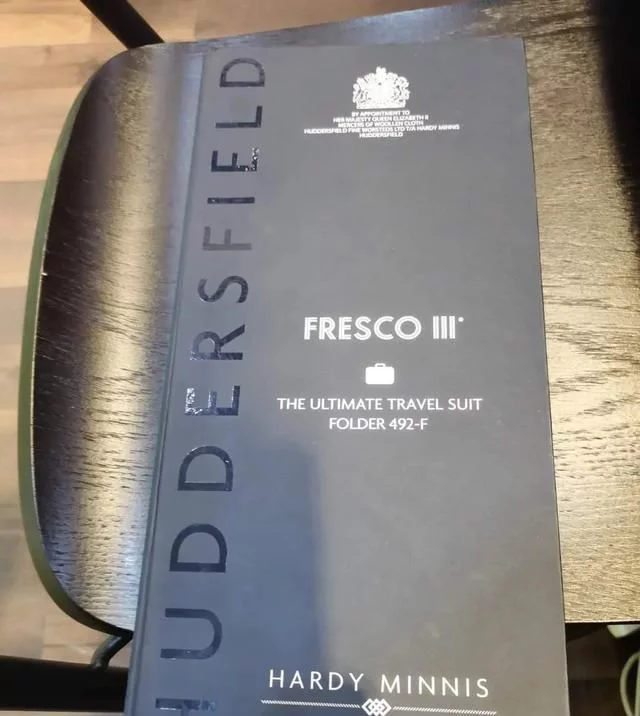 HUDDERSFIELD
BY APPOINTMENT TO
HER MAJESTY QUEEN ELIZABETH II
MERCERS OF WOOLLEN CLOTH
HUDDERSFIELD FINE WORSTEDS LTD T/A HARDY MINNIS
HUDDERSFIELD
FRESCO III
THE ULTIMATE TRAVEL SUIT
FOLDER 492-F
HARDY MINNIS